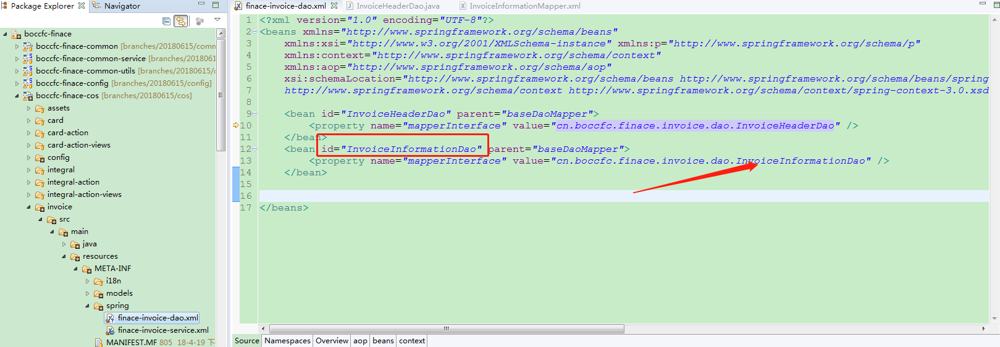 Package Explorer
Navigator
boccfc-finace
boccfc-finace-common [branches/20180615/comm
boccfc-finace-common-service [branches/201806
boccfc-finace-common-utils [branches/20180615/
boccfc-finace-config [branches/20180615/config]
boccfc-finace-cos [branches/20180615/cos]
assets
card
card-action
card-action-views
config
integral
integral-action
integral-action-views
invoice
src
main
java
resources
META-INF
i18n
models
spring
finace-invoice-dao.xml
finace-invoice-service.xml
MANIFEST.MF 805 18-4-19 下
finace-invoice-dao.xml
InvoiceHeaderDao.java
InvoiceInformationMapper.xml
1 <?xml version="1.0" encoding="UTF-8"?>
2 <beans xmlns="http://www.springframework.org/schema/beans"
3 xmlns:xsi="http://www.w3.org/2001/XMLSchema-instance" xmlns:p="http://www.springframework.org/schema/p"
4 xmlns:context="http://www.springframework.org/schema/context"
5 xmlns:aop="http://www.springframework.org/schema/aop"
6 xsi:schemaLocation="http://www.springframework.org/schema/beans http://www.springframework.org/schema/beans/spring
7 http://www.springframework.org/schema/context http://www.springframework.org/schema/context/spring-context-3.0.xsd
8
9 <bean id="InvoiceHeaderDao" parent="baseDaoMapper">
10 <property name="mapperInterface" value="cn.boccfc.finace.invoice.dao.InvoiceHeaderDao" />
11 </bean>
12 <bean id="InvoiceInformationDao" parent="baseDaoMapper">
13 <property name="mapperInterface" value="cn.boccfc.finace.invoice.dao.InvoiceInformationDao" />
14 </bean>
15
16
17 </beans>
Source
Namespaces
Overview
aop
beans
context